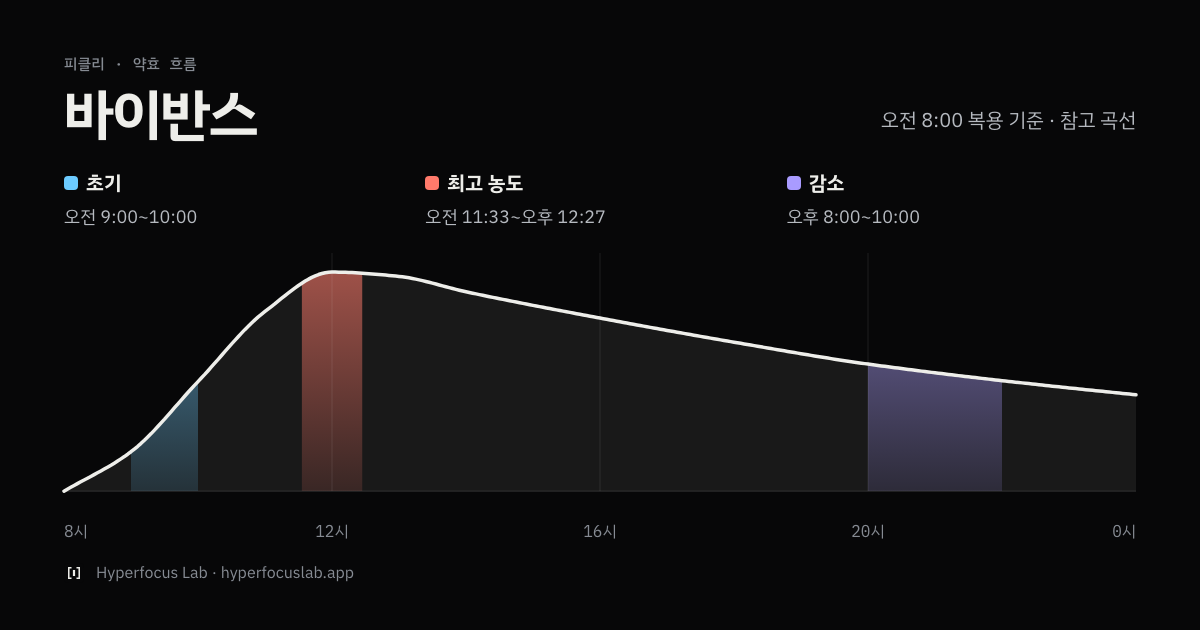 피클리 · 약효 흐름
바이반스
오전 8:00 복용 기준 · 참고 곡선
초기
오전 9:00~10:00
최고 농도
오전 11:33~오후 12:27
감소
오후 8:00~10:00
8시
12시
16시
20시
0시
Hyperfocus Lab · hyperfocuslab.app